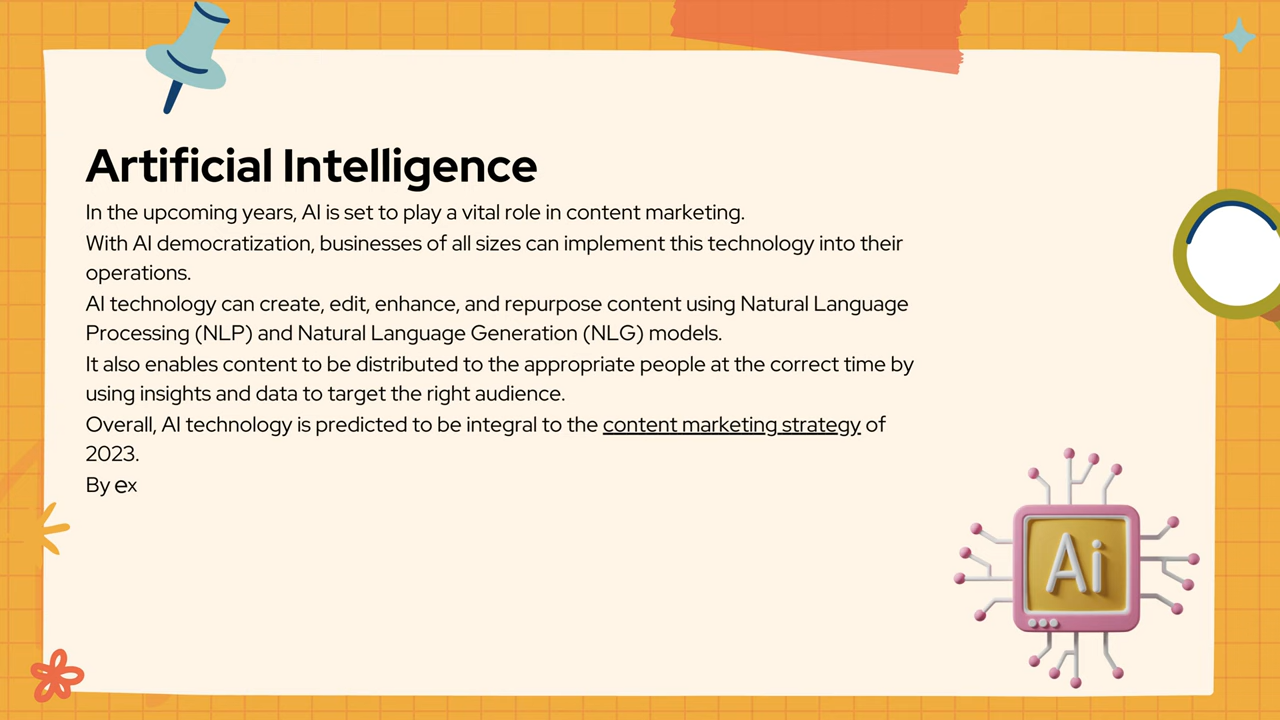 Artificial Intelligence
In the upcoming years, AI is set to play a vital role in content marketing.
With AI democratization, businesses of all sizes can implement this technology into their
operations.
AI technology can create, edit, enhance, and repurpose content using Natural Language
Processing (NLP) and Natural Language Generation (NLG) models.
It also enables content to be distributed to the appropriate people at the correct time by
using insights and data to target the right audience.
Overall, AI technology is predicted to be integral to the content marketing strategy of
2023.
By ex
Ai